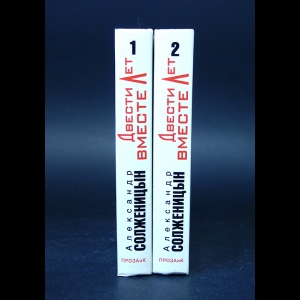 1
Александр
СОЛЖЕНИЦЫН
Двести Лет
ВМЕСТЕ
ПРОЗАиК
2
Александр
СОЛЖЕНИЦЫН
Двести Лет
ВМЕСТЕ
ПРОЗАиК